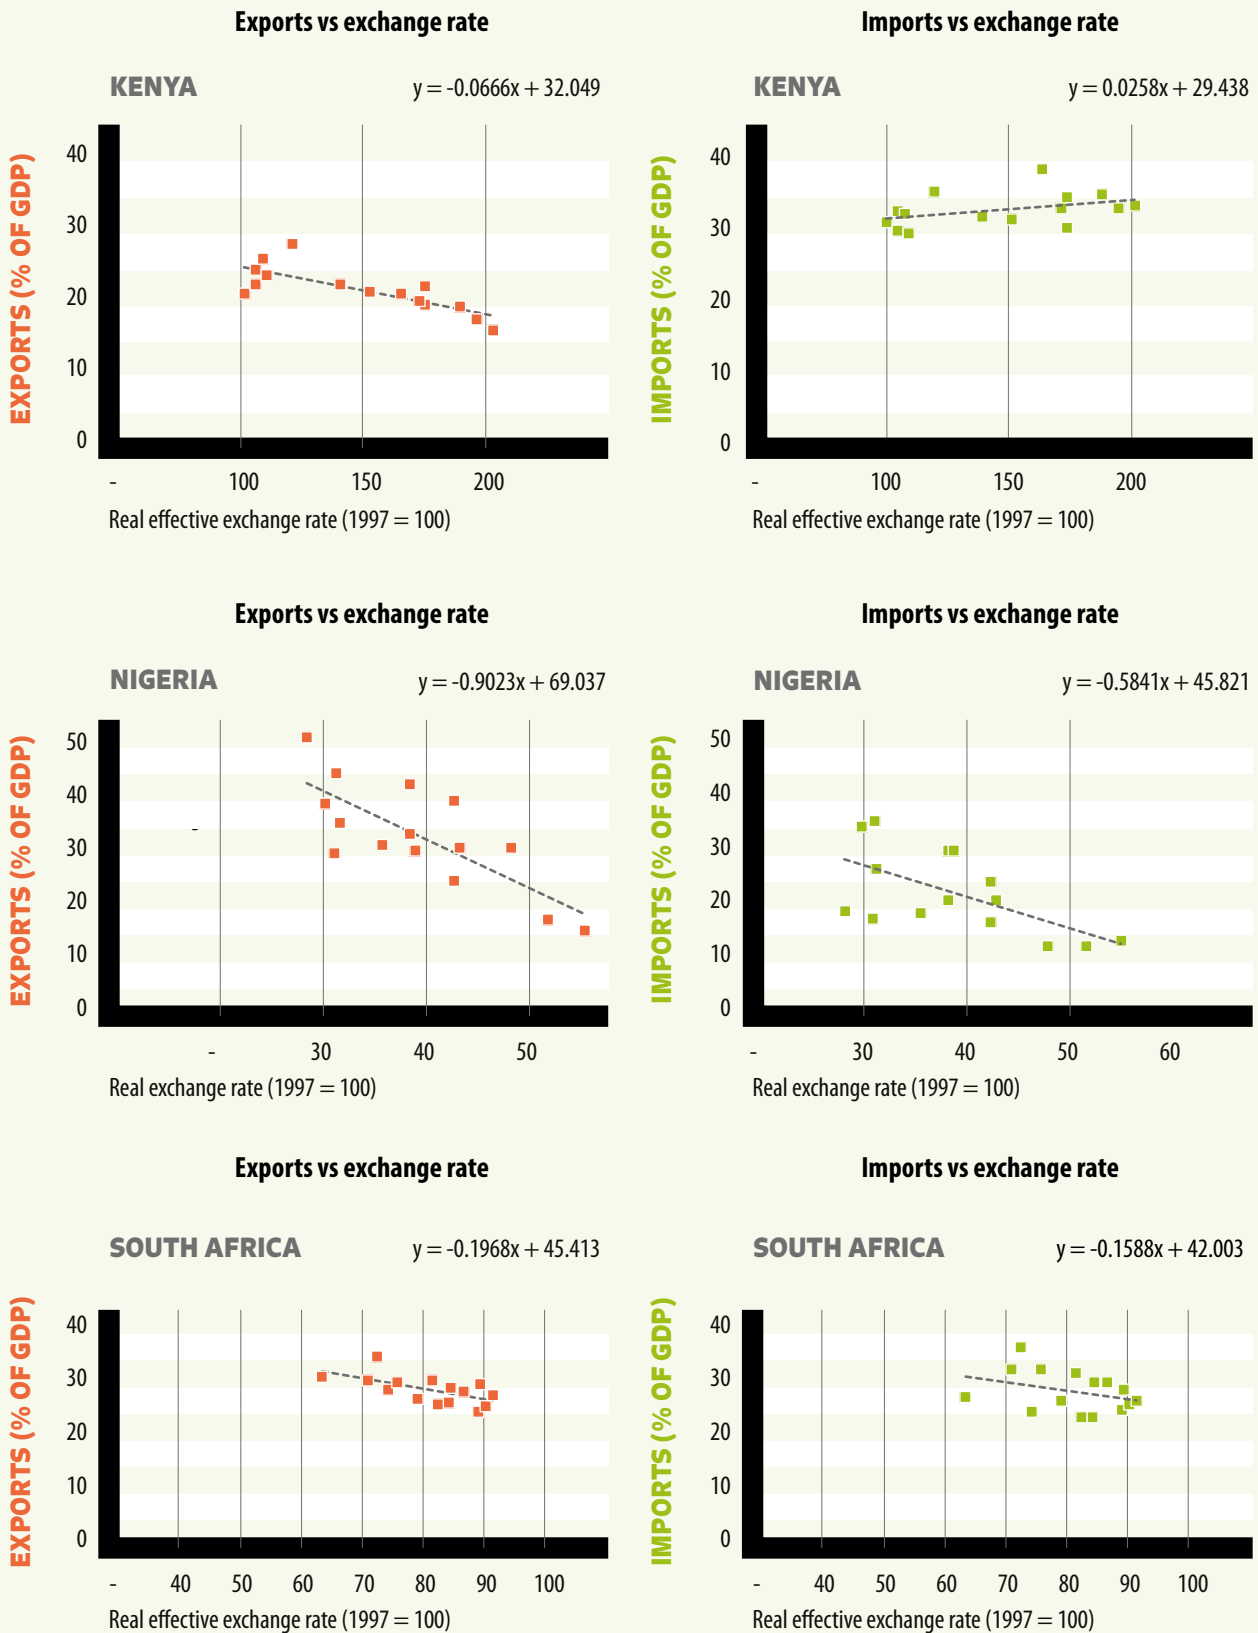 Exports vs exchange rate
KENYA
y = -0.0666x + 32.049
EXPORTS (% OF GDP)
40
30
20
10
0
- 100 150 200
Real effective exchange rate (1997 = 100)
Imports vs exchange rate
KENYA
y = 0.0258x + 29.438
IMPORTS (% OF GDP)
40
30
20
10
0
- 100 150 200
Real effective exchange rate (1997 = 100)
Exports vs exchange rate
NIGERIA
y = -0.9023x + 69.037
EXPORTS (% OF GDP)
50
40
30
20
10
0
- 30 40 50
Real exchange rate (1997 = 100)
Imports vs exchange rate
NIGERIA
y = -0.5841x + 45.821
IMPORTS (% OF GDP)
50
40
30
20
10
0
- 30 40 50 60
Real exchange rate (1997 = 100)
Exports vs exchange rate
SOUTH AFRICA
y = -0.1968x + 45.413
EXPORTS (% OF GDP)
40
30
20
10
0
- 40 50 60 70 80 90 100
Real effective exchange rate (1997 = 100)
Imports vs exchange rate
SOUTH AFRICA
y = -0.1588x + 42.003
IMPORTS (% OF GDP)
40
30
20
10
0
- 40 50 60 70 80 90 100
Real effective exchange rate (1997 = 100)